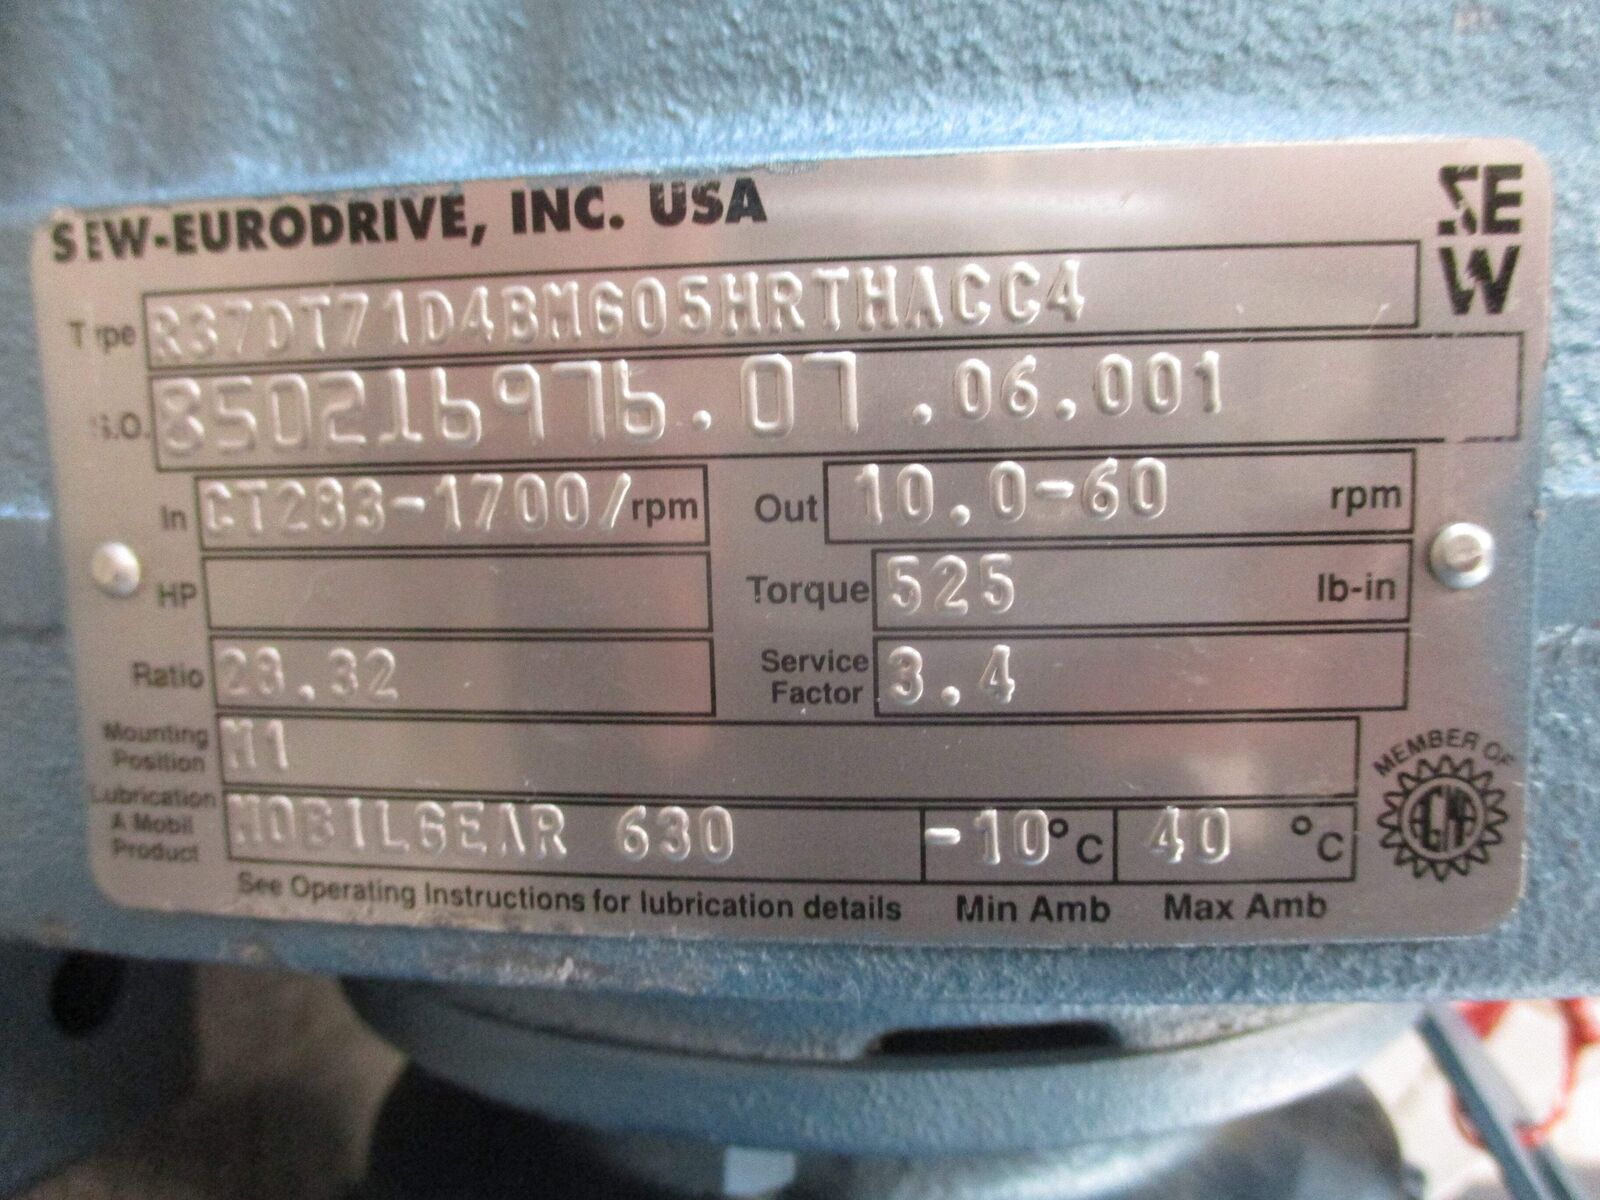 SEW-EURODRIVE, INC. USA
SEW
Type R37DT71D4BMG05HRTHACC4
S.O. 850216976.07.06.001
In CT283-1700/rpm Out 10.0-60 rpm
HP Torque 525 lb-in
Ratio 28.32 Service Factor 3.4
Mounting Position M1
MEMBER OF AGMA
Lubrication A Mobil Product MOBILGEAR 630 -10°C 40 °C
See Operating Instructions for lubrication details Min Amb Max Amb